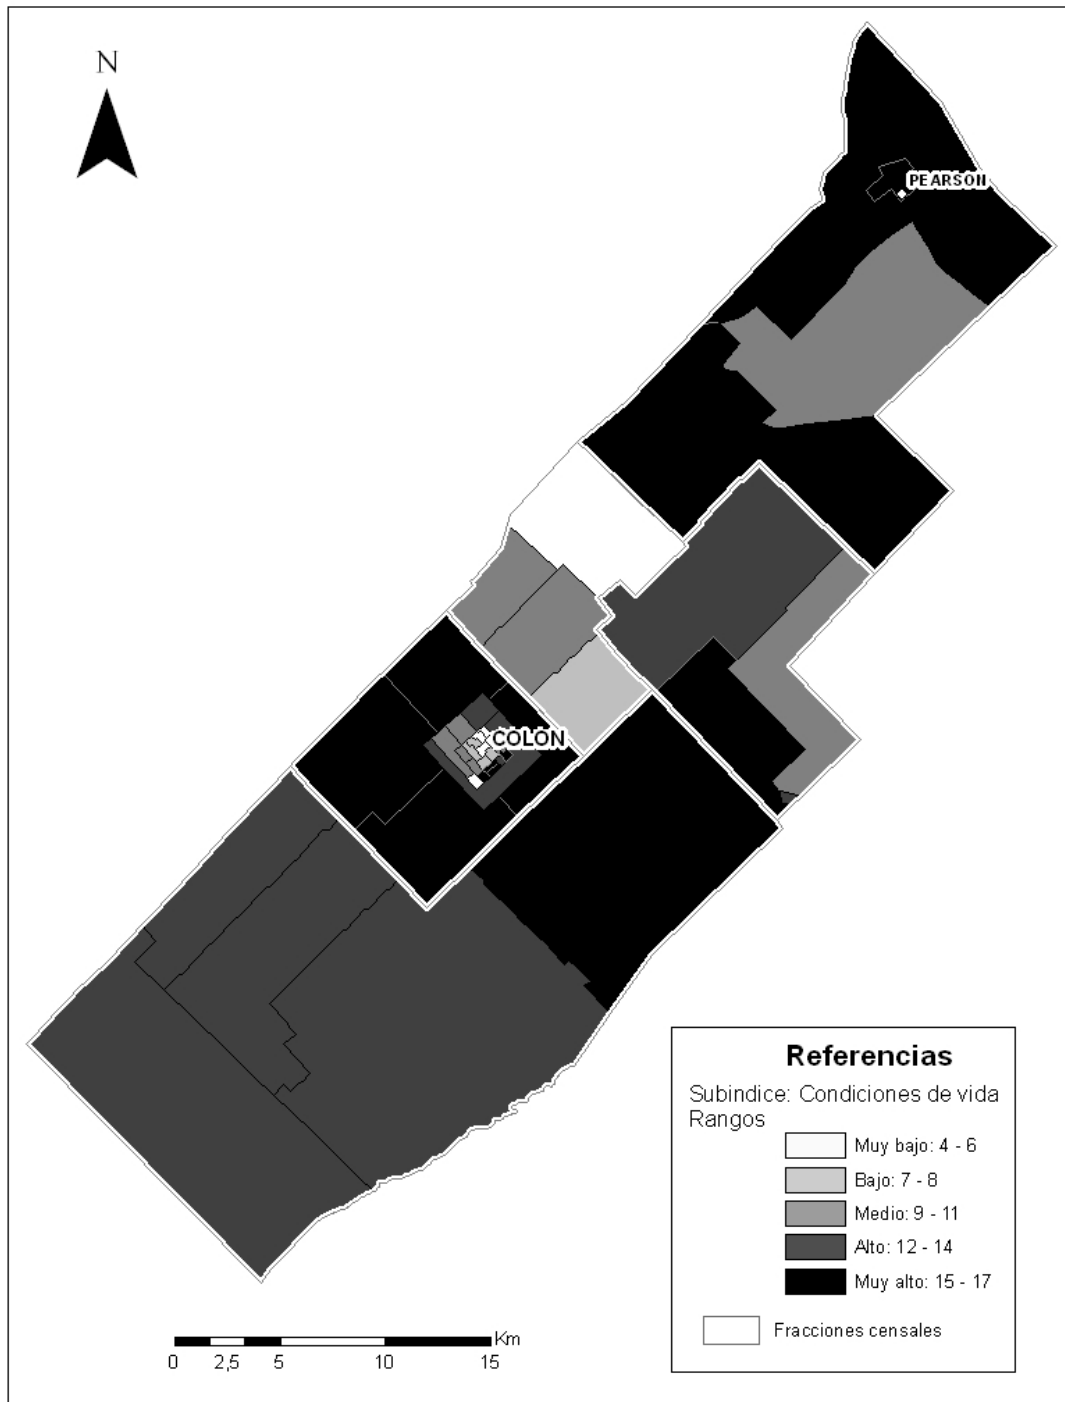 N
PEARSON
COLÓN
Referencias
Subindice: Condiciones de vida
Rangos
Muy bajo: 4 - 6
Bajo: 7 - 8
Medio: 9 - 11
Alto: 12 - 14
Muy alto: 15 - 17
Fracciones censales
Km
0 2,5 5 10 15